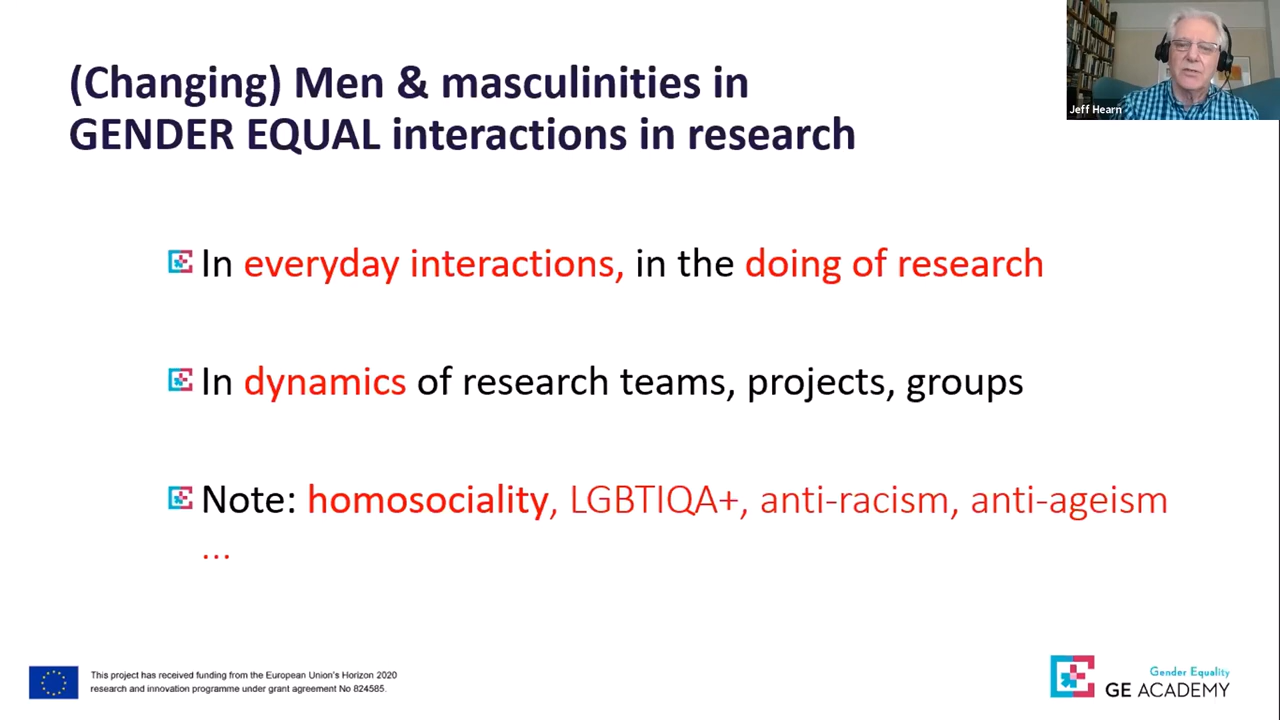 (Changing) Men & masculinities in
GENDER EQUAL interactions in research
Jeff Hearn
In everyday interactions, in the doing of research
In dynamics of research teams, projects, groups
Note: homosociality, LGBTIQA+, anti-racism, anti-ageism
...
This project has received funding from the European Union's Horizon 2020
research and innovation programme under grant agreement No 824585.
Gender Equality
GE ACADEMY